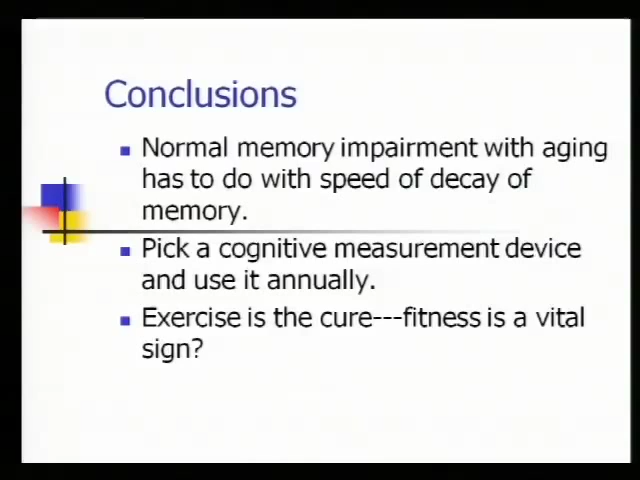 Conclusions
Normal memory impairment with aging
has to do with speed of decay of
memory.
Pick a cognitive measurement device
and use it annually.
Exercise is the cure---fitness is a vital
sign?